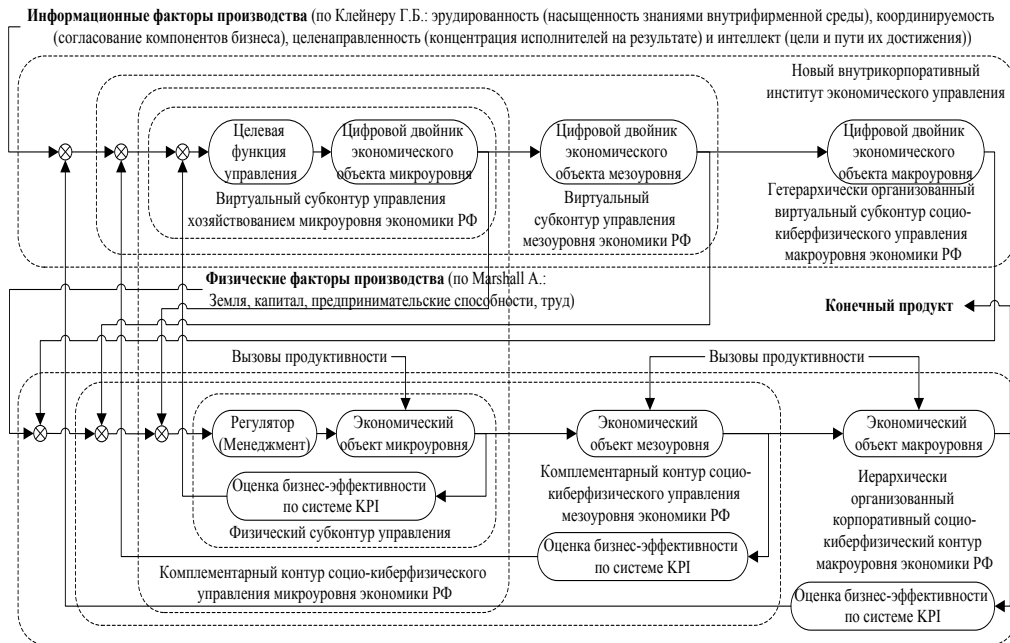 Информационные факторы производства (по Клейнеру Г.Б.: эрудированность (насыщенность знаниями внутрифирменной среды), координируемость
(согласование компонентов бизнеса), целенаправленность (концентрация исполнителей на результате) и интеллект (цели и пути их достижения))
Новый внутрикорпоративный
институт экономического управления
Целевая
функция
управления
Цифровой двойник
экономического
объекта микроуровня
Цифровой двойник
экономического
объекта мезоуровня
Цифровой двойник
экономического
объекта макроуровня
Виртуальный субконтур управления
хозяйствованием микроуровня экономики РФ
Виртуальный
субконтур управления
мезоуровня экономики РФ
Гетерархически организованный
виртуальный субконтур социо-
киберфизического управления
макроуровня экономики РФ
Физические факторы производства (по Marshall A.:
Земля, капитал, предпринимательские способности, труд)
Конечный продукт
Вызовы продуктивности
Вызовы продуктивности
Регулятор
(Менеджмент)
Экономический
объект микроуровня
Экономический
объект мезоуровня
Экономический
объект макроуровня
Оценка бизнес-эффективности
по системе KPI
Физический субконтур управления
Комплементарный контур социо-
киберфизического управления
мезоуровня экономики РФ
Иерархически
организованный
корпоративный социо-
киберфизический контур
макроуровня экономики РФ
Оценка бизнес-эффективности
по системе KPI
Комплементарный контур социо-киберфизического
управления микроуровня экономики РФ
Оценка бизнес-эффективности
по системе KPI